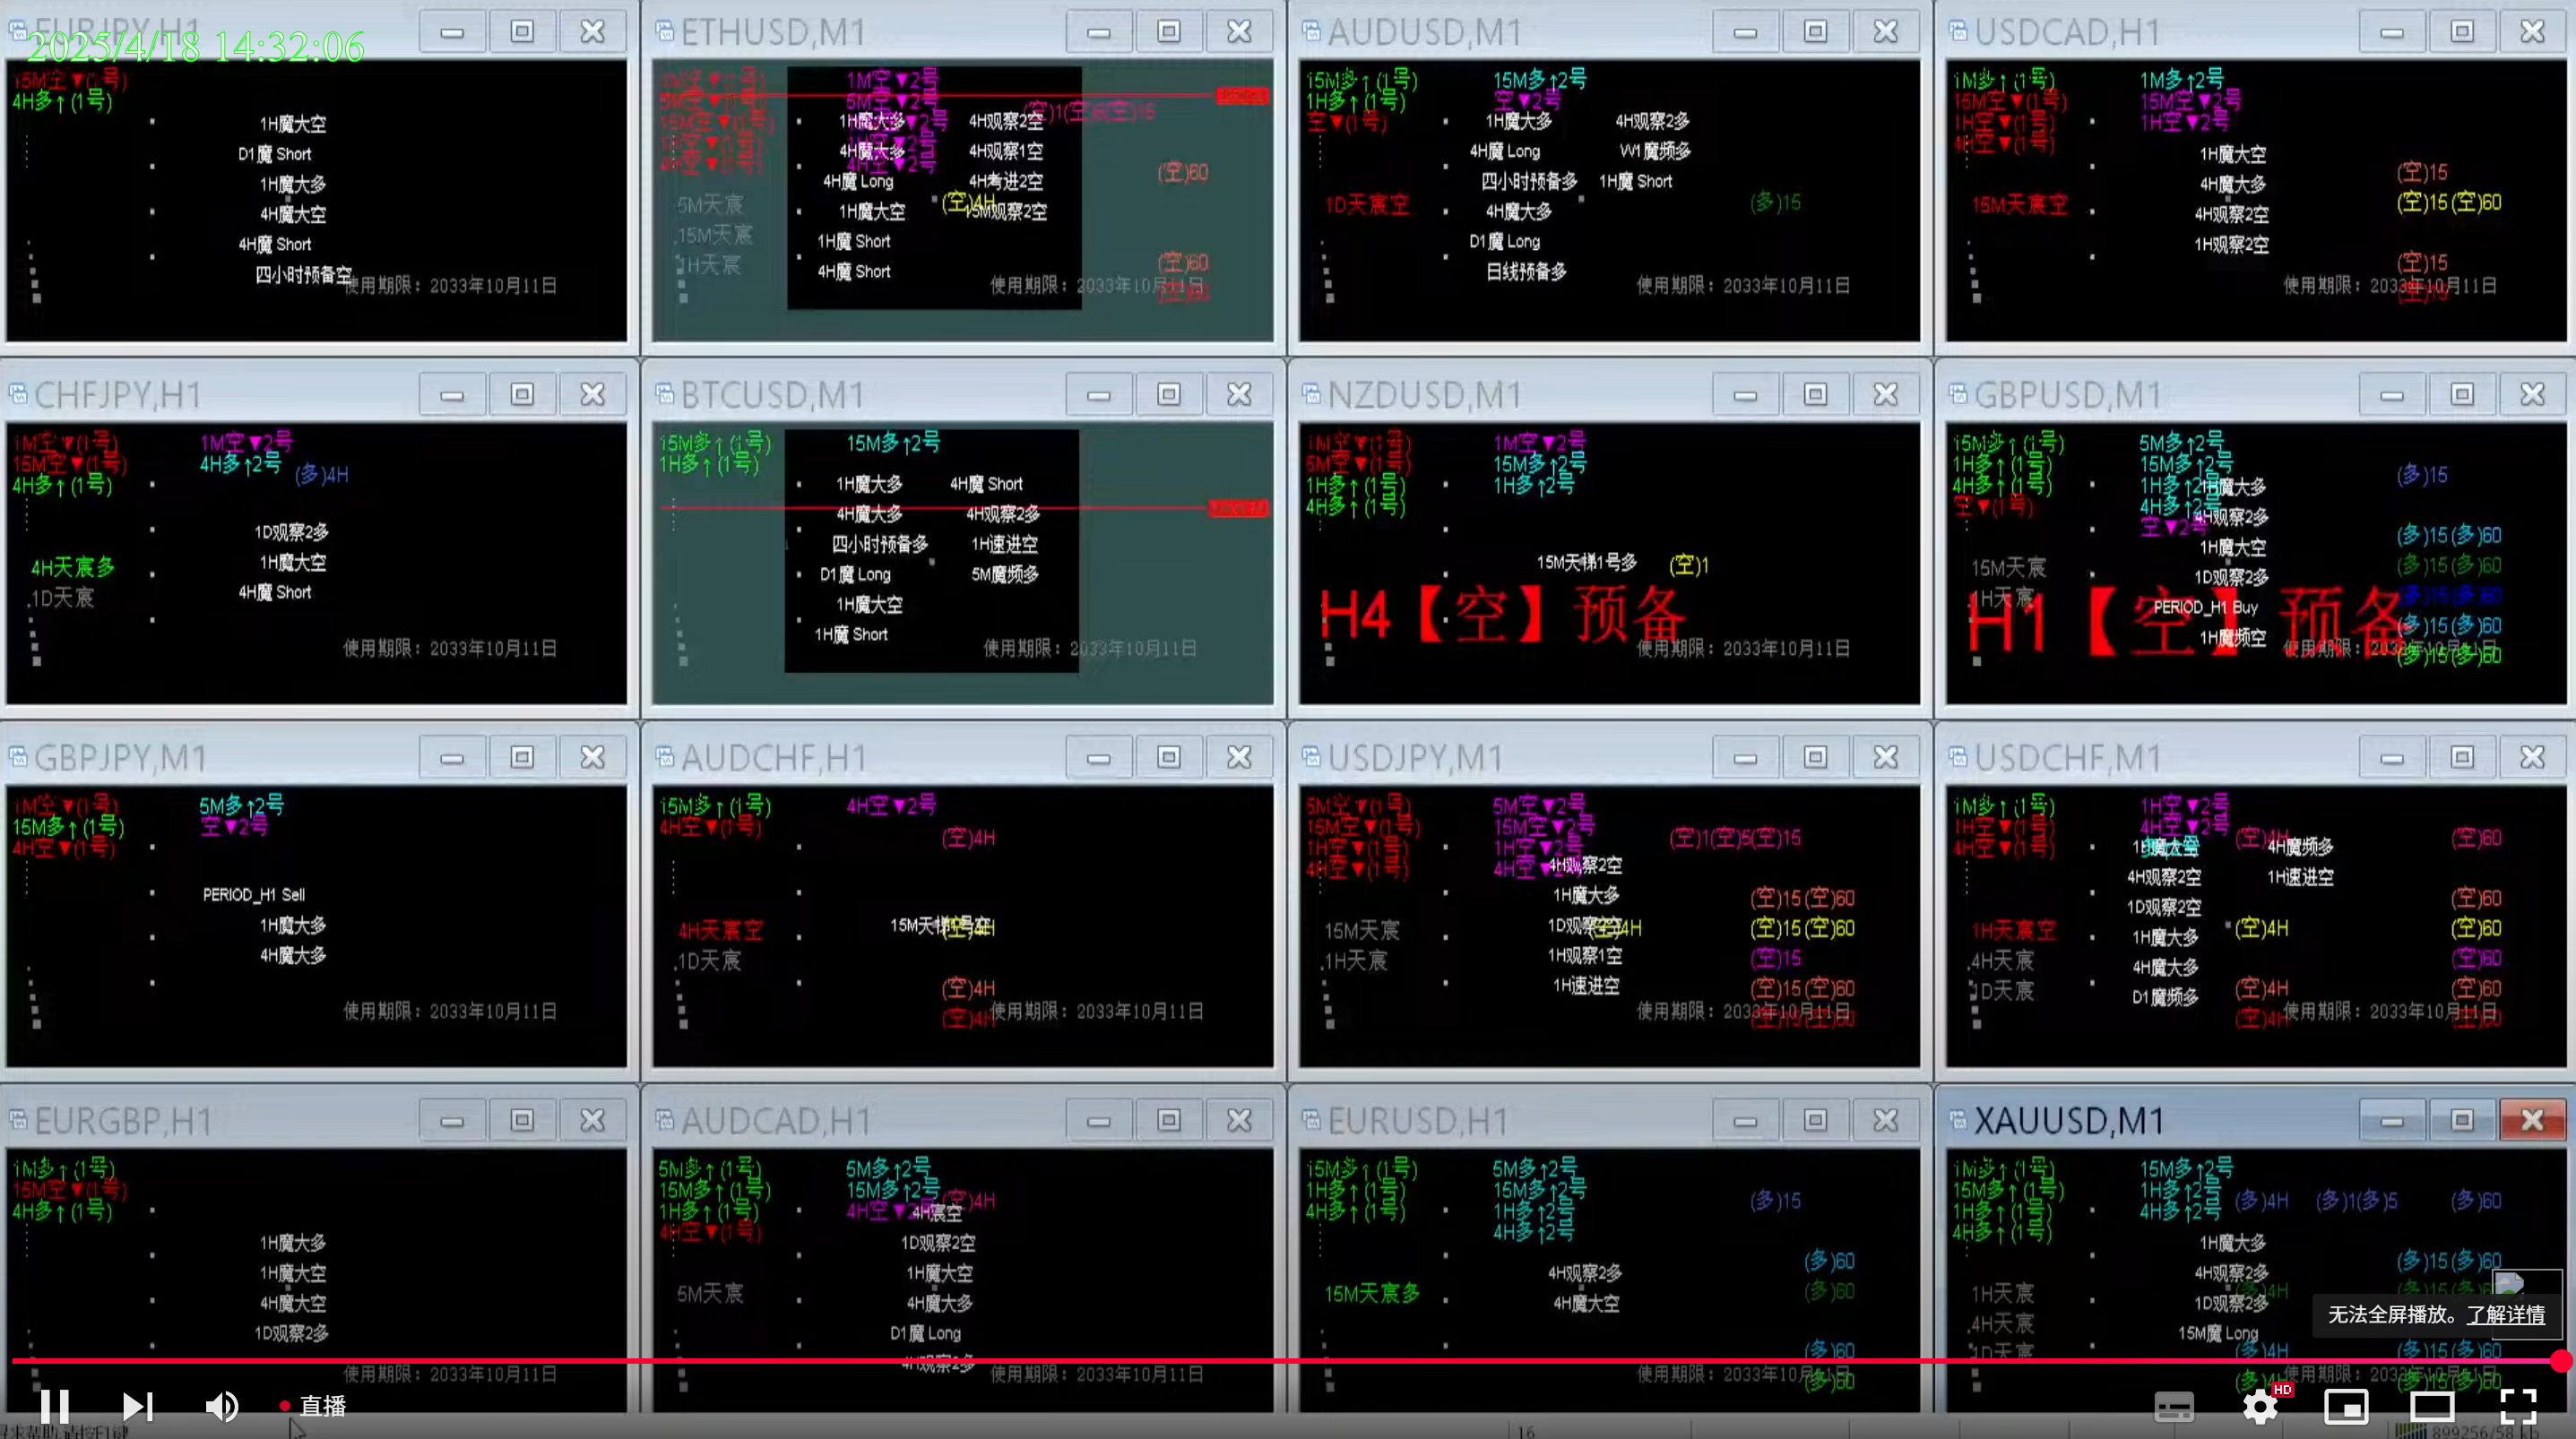 EURJPY,H1
2025/4/18 14:32:06
15M空▼(1号)
4H多↑(1号)
1H魔大空
D1魔 Short
1H魔大多
4H魔大空
4H魔 Short
四小时预备空
使用期限：2033年10月11日
ETHUSD,M1
1M空▼(1号)
5M空▼(1号)
15M空▼(1号)
4H空▼(1号)
1M空▼2号
5M空▼2号
(空)1(空)5(空)15
1H魔大多
4H魔大多
4H魔 Long
1H魔大空
1H魔 Short
4H魔 Short
4H观察2空
4H观察1空
4H考进2空
15M观察2空
(空)4H
(空)60
(空)60
(空)60
5M天宸
15M天宸
1H天宸
使用期限：2033年10月11日
AUDUSD,M1
15M多↑(1号)
1H多↑(1号)
空▼(1号)
15M多↑2号
空▼2号
1H魔大多
4H魔 Long
四小时预备多
4H魔大多
D1魔 Long
日线预备多
4H观察2多
W1魔频多
1H魔 Short
1D天宸空
(多)15
使用期限：2033年10月11日
USDCAD,H1
1M多↑(1号)
15M空▼(1号)
1H空▼(1号)
4H空▼(1号)
1M多↑2号
15M空▼2号
1H空▼2号
1H魔大空
4H魔大多
4H观察2空
1H观察2空
15M天宸空
(空)15
(空)15(空)60
(空)15
(空)15
使用期限：2033年10月11日
CHFJPY,H1
1M空▼(1号)
15M空▼(1号)
4H多↑(1号)
1M空▼2号
4H多↑2号
(多)4H
1D观察2多
1H魔大空
4H魔 Short
4H天宸多
1D天宸
使用期限：2033年10月11日
BTCUSD,M1
15M多↑(1号)
1H多↑(1号)
15M多↑2号
1H魔大多
4H魔大多
四小时预备多
D1魔 Long
1H魔大空
1H魔 Short
4H魔 Short
4H观察2多
1H速进空
5M魔频多
使用期限：2033年10月11日
NZDUSD,M1
1M空▼(1号)
5M空▼(1号)
1H多↑(1号)
4H多↑(1号)
1M空▼2号
15M多↑2号
1H多↑2号
15M天梯1号多
(空)1
H4【空】预备
使用期限：2033年10月11日
GBPUSD,M1
15M多↑(1号)
1H多↑(1号)
4H多↑(1号)
空▼(1号)
5M多↑2号
15M多↑2号
1H多↑2号
4H多↑2号
空▼2号
1H魔大多
4H观察2多
1H魔大空
1D观察2多
PERIOD_H1 Buy
1H魔频空
15M天宸
1H天宸
H1【空】预备
(多)15
(多)15(多)60
(多)15(多)60
(多)15(多)60
(多)15(多)60
(多)15(多)60
使用期限：2033年10月11日
GBPJPY,M1
1M空▼(1号)
15M多↑(1号)
4H空▼(1号)
5M多↑2号
空▼2号
PERIOD_H1 Sell
1H魔大多
4H魔大多
使用期限：2033年10月11日
AUDCHF,H1
15M多↑(1号)
4H空▼(1号)
4H空▼2号
(空)4H
15M天梯1号空
(空)4H
4H天宸空
1D天宸
(空)4H
(空)4H
使用期限：2033年10月11日
USDJPY,M1
5M空▼(1号)
15M空▼(1号)
1H空▼(1号)
4H空▼(1号)
5M空▼2号
15M空▼2号
1H空▼2号
4H空▼2号
(空)1(空)5(空)15
4H观察2空
1H魔大多
1D观察2空
(空)4H
1H观察1空
1H速进空
15M天宸
1H天宸
(空)15(空)60
(空)15(空)60
(空)15
(空)15(空)60
(空)15(空)60
使用期限：2033年10月11日
USDCHF,M1
1M多↑(1号)
1H空▼(1号)
4H空▼(1号)
1H空▼2号
4H空▼2号
(空)4H
1H魔大空
4H观察2空
1D观察2空
1H魔大多
4H魔大多
D1魔频多
4H魔频多
1H速进空
1H天宸空
4H天宸
1D天宸
(空)4H
(空)4H
(空)4H
(空)60
(空)60
(空)60
(空)60
(空)60
(空)60
使用期限：2033年10月11日
EURGBP,H1
1M多↑(1号)
15M空▼(1号)
4H多↑(1号)
1H魔大多
1H魔大空
4H魔大空
1D观察2多
使用期限：2033年10月11日
AUDCAD,H1
5M多↑(1号)
15M多↑(1号)
1H多↑(1号)
4H空▼(1号)
5M多↑2号
15M多↑2号
4H空▼2号
(空)4H
4H宸空
1D观察2空
1H魔大空
4H魔大多
D1魔 Long
4H观察2多
5M天宸
使用期限：2033年10月11日
EURUSD,H1
15M多↑(1号)
1H多↑(1号)
4H多↑(1号)
5M多↑2号
15M多↑2号
1H多↑2号
4H多↑2号
(多)15
4H观察2多
4H魔大空
15M天宸多
(多)60
(多)60
(多)60
(多)60
使用期限：2033年10月11日
XAUUSD,M1
1M多↑(1号)
15M多↑(1号)
1H多↑(1号)
4H多↑(1号)
15M多↑2号
1H多↑2号
4H多↑2号
(多)4H
(多)1(多)5
(多)60
1H魔大多
4H观察2多
1D观察2多
15M魔 Long
1H天宸
4H天宸
1D天宸
(多)15(多)60
(多)4H
(多)4H
(多)15(多)60
(多)4H
(多)15(多)60
使用期限：2033年10月11日
无法全屏播放。了解详情
直播
HD
16
899256/58 kb